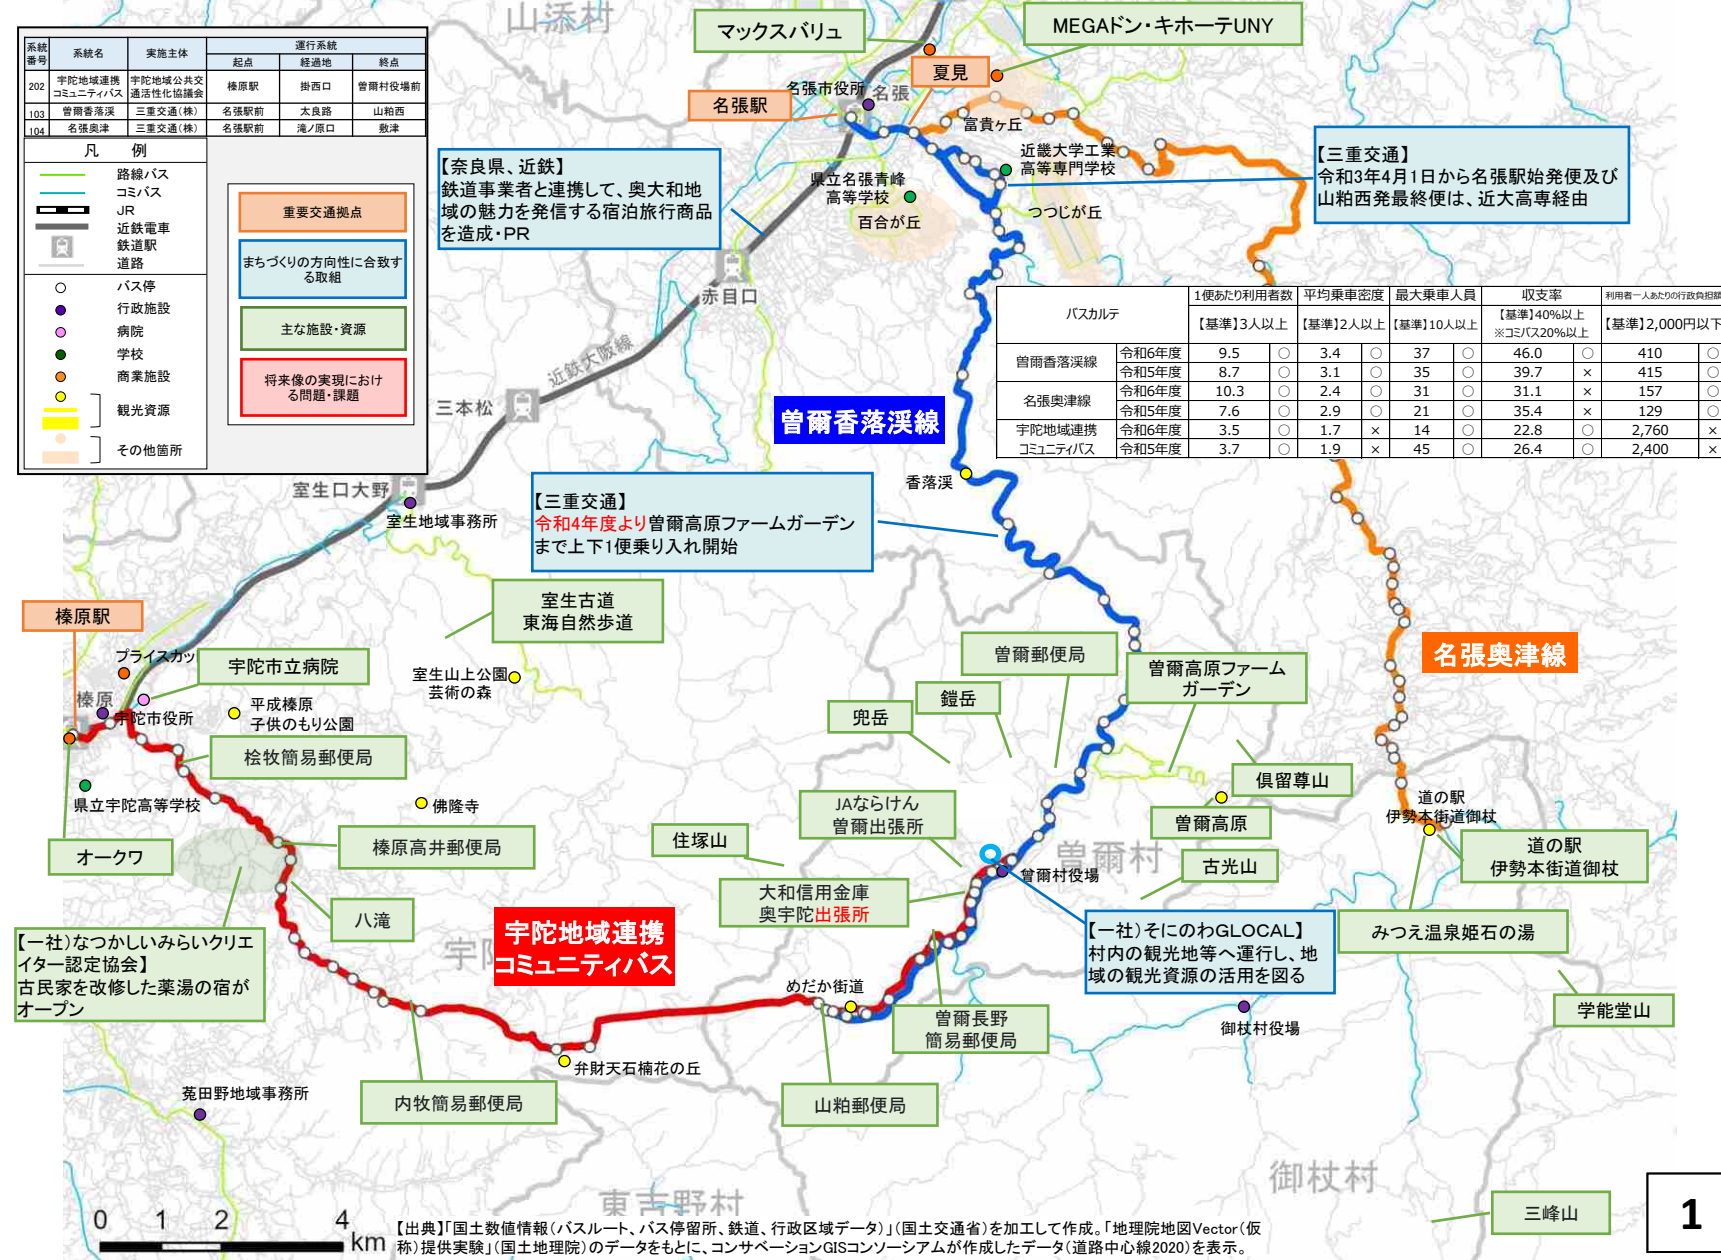 山添村
マックスバリュ
MEGAドン・キホーテUNY
夏見
名張駅
名張市役所
名張
富貴ヶ丘
系統番号 系統名 実施主体 運行系統
起点 経過地 終点
202 宇陀地域連携コミュニティバス 宇陀地域公共交通活性化協議会 榛原駅 掛西口 曽爾村役場前
103 曽爾香落渓 三重交通(株) 名張駅前 太良路 山粕西
104 名張奥津 三重交通(株) 名張駅前 滝ノ原口 敷津
凡 例
路線バス
コミバス
JR
近鉄電車
鉄道駅
道路
バス停
行政施設
病院
学校
商業施設
観光資源
その他箇所
重要交通拠点
まちづくりの方向性に合致す
る取組
主な施設・資源
将来像の実現におけ
る問題・課題
【奈良県、近鉄】
鉄道事業者と連携して、奥大和地
域の魅力を発信する宿泊旅行商品
を造成・PR
近畿大学工業
高等専門学校
県立名張青峰
高等学校
百合が丘
つつじが丘
【三重交通】
令和3年4月1日から名張駅始発便及び
山粕西発最終便は、近大高専経由
赤目口
近鉄大阪線
三本松
室生口大野
室生地域事務所
バスカルテ 1便あたり利用者数 平均乗車密度 最大乗車人員 収支率 利用者一人あたりの行政負担額
【基準】3人以上 【基準】2人以上 【基準】10人以上 【基準】40%以上 ※コミバス20%以上 【基準】2,000円以下
曽爾香落渓線 令和6年度 9.5 ○ 3.4 ○ 37 ○ 46.0 ○ 410 ○
令和5年度 8.7 ○ 3.1 ○ 35 ○ 39.7 × 415 ○
名張奥津線 令和6年度 10.3 ○ 2.4 ○ 31 ○ 31.1 × 157 ○
令和5年度 7.6 ○ 2.9 ○ 21 ○ 35.4 × 129 ○
宇陀地域連携コミュニティバス 令和6年度 3.5 ○ 1.7 × 14 ○ 22.8 ○ 2,760 ×
令和5年度 3.7 ○ 1.9 × 45 ○ 26.4 ○ 2,400 ×
曽爾香落渓線
香落渓
【三重交通】
令和4年度より曽爾高原ファームガーデン
まで上下1便乗り入れ開始
室生古道
東海自然歩道
榛原駅
プライスカッ
宇陀市立病院
榛原
宇陀市役所
平成榛原
子供のもり公園
室生山上公園
芸術の森
桧牧簡易郵便局
県立宇陀高等学校
佛隆寺
オークワ
榛原高井郵便局
八滝
曽爾郵便局
曽爾高原ファーム
ガーデン
名張奥津線
鎧岳
兜岳
倶留尊山
曽爾高原
JAならけん
曽爾出張所
住塚山
曽爾村
曽爾村役場
古光山
大和信用金庫
奥宇陀出張所
道の駅
伊勢本街道御杖
道の駅
伊勢本街道御杖
みつえ温泉姫石の湯
【一社)なつかしいみらいクリエ
イター認定協会】
古民家を改修した薬湯の宿が
オープン
宇陀
宇陀地域連携
コミュニティバス
【一社)そにのわGLOCAL】
村内の観光地等へ運行し、地
域の観光資源の活用を図る
めだか街道
曽爾長野
簡易郵便局
御杖村役場
学能堂山
弁財天石楠花の丘
内牧簡易郵便局
山粕郵便局
菟田野地域事務所
東吉野村
御杖村
三峰山
0 1 2 4
km
【出典】「国土数値情報(バスルート、バス停留所、鉄道、行政区域データ)」(国土交通省)を加工して作成。「地理院地図Vector(仮
称)提供実験」(国土地理院)のデータをもとに、コンサベーションGISコンソーシアムが作成したデータ(道路中心線2020)を表示。
1